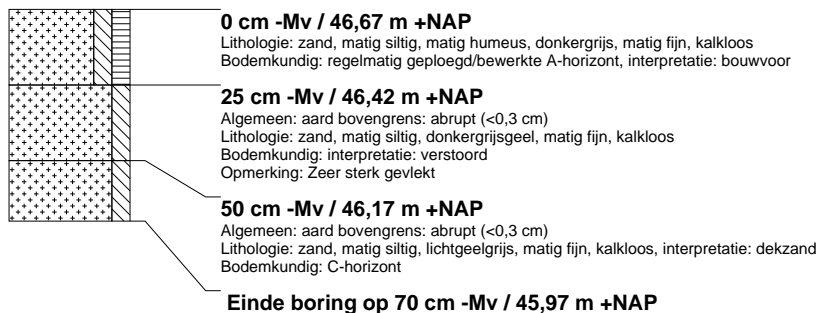 0 cm -Mv / 46,67 m +NAP
Lithologie: zand, matig siltig, matig humeus, donkergrijs, matig fijn, kalkloos
Bodemkundig: regelmatig geploegd/bewerkte A-horizont, interpretatie: bouwvoor
25 cm -Mv / 46,42 m +NAP
Algemeen: aard bovengrens: abrupt (<0,3 cm)
Lithologie: zand, matig siltig, donkergrijsgeel, matig fijn, kalkloos
Bodemkundig: interpretatie: verstoord
Opmerking: Zeer sterk gevlekt
50 cm -Mv / 46,17 m +NAP
Algemeen: aard bovengrens: abrupt (<0,3 cm)
Lithologie: zand, matig siltig, lichtgeelgrijs, matig fijn, kalkloos, interpretatie: dekzand
Bodemkundig: C-horizont
Einde boring op 70 cm -Mv / 45,97 m +NAP